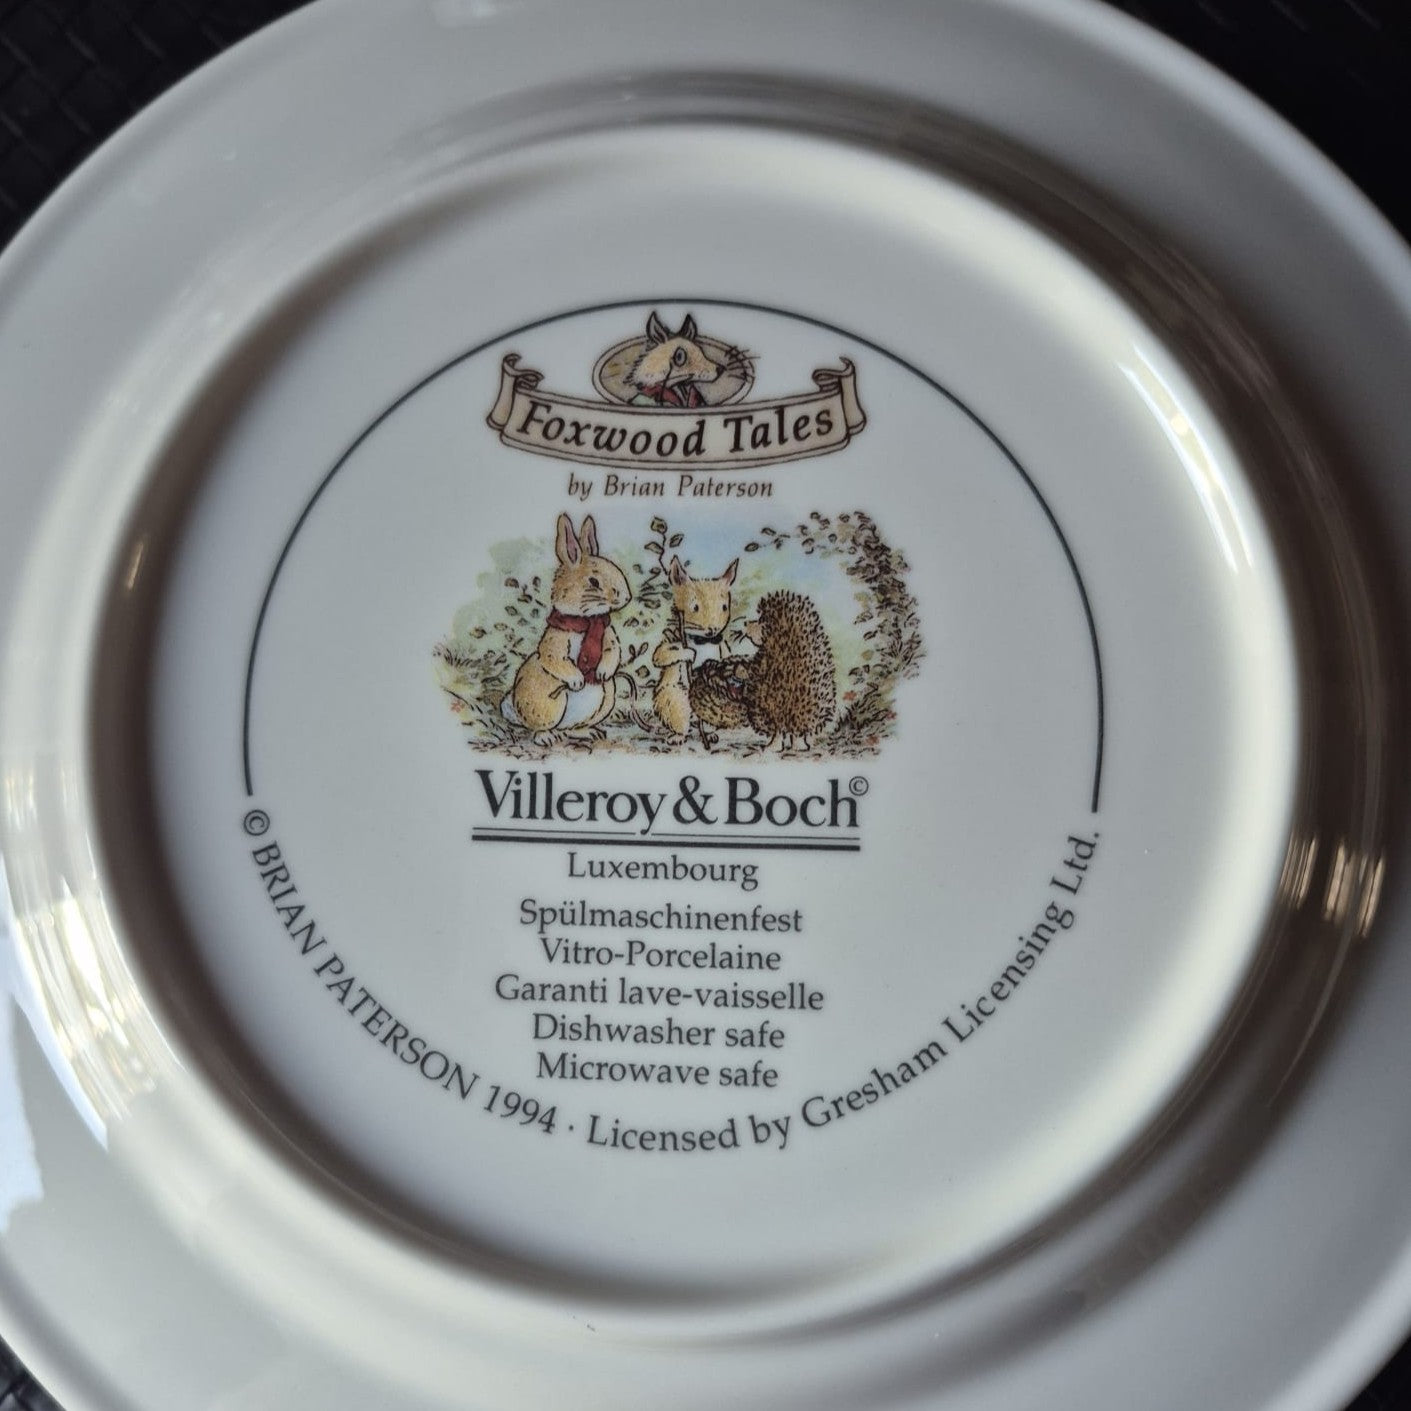 Foxwood Tales
by Brian Paterson
Villeroy & Boch©
Luxembourg
Spülmaschinenfest
Vitro-Porcelaine
Garanti lave-vaisselle
Dishwasher safe
Microwave safe
© BRIAN PATERSON 1994 · Licensed by Gresham Licensing Ltd.